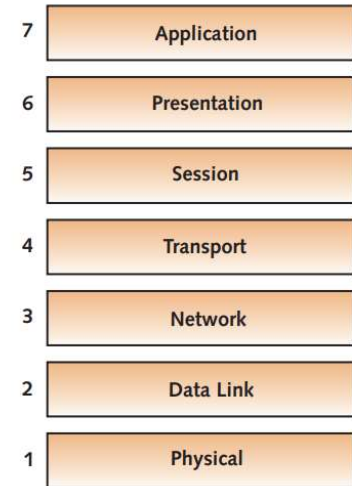 7 Application
6 Presentation
5 Session
4 Transport
3 Network
2 Data Link
1 Physical